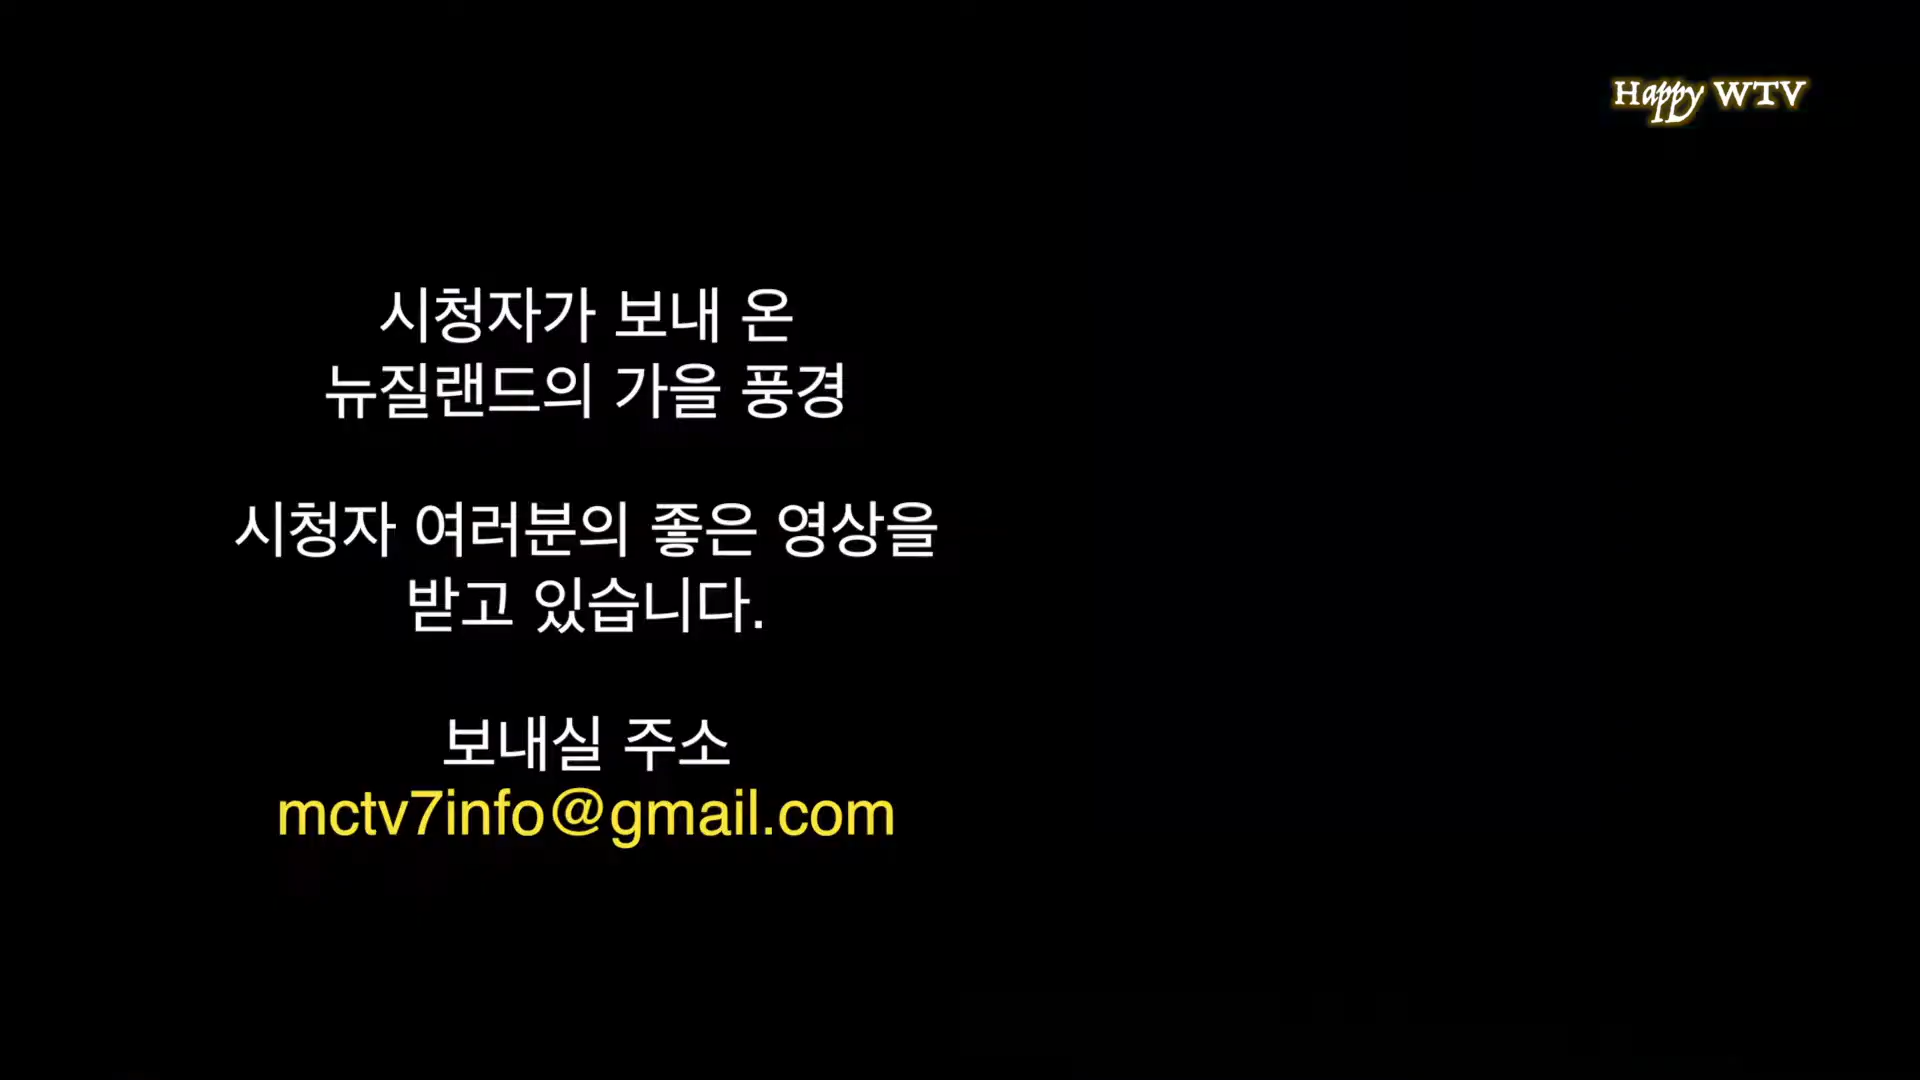 Happy WTV
시청자가 보내 온
뉴질랜드의 가을 풍경
시청자 여러분의 좋은 영상을
받고 있습니다.
보내실 주소
mctv7info@gmail.com